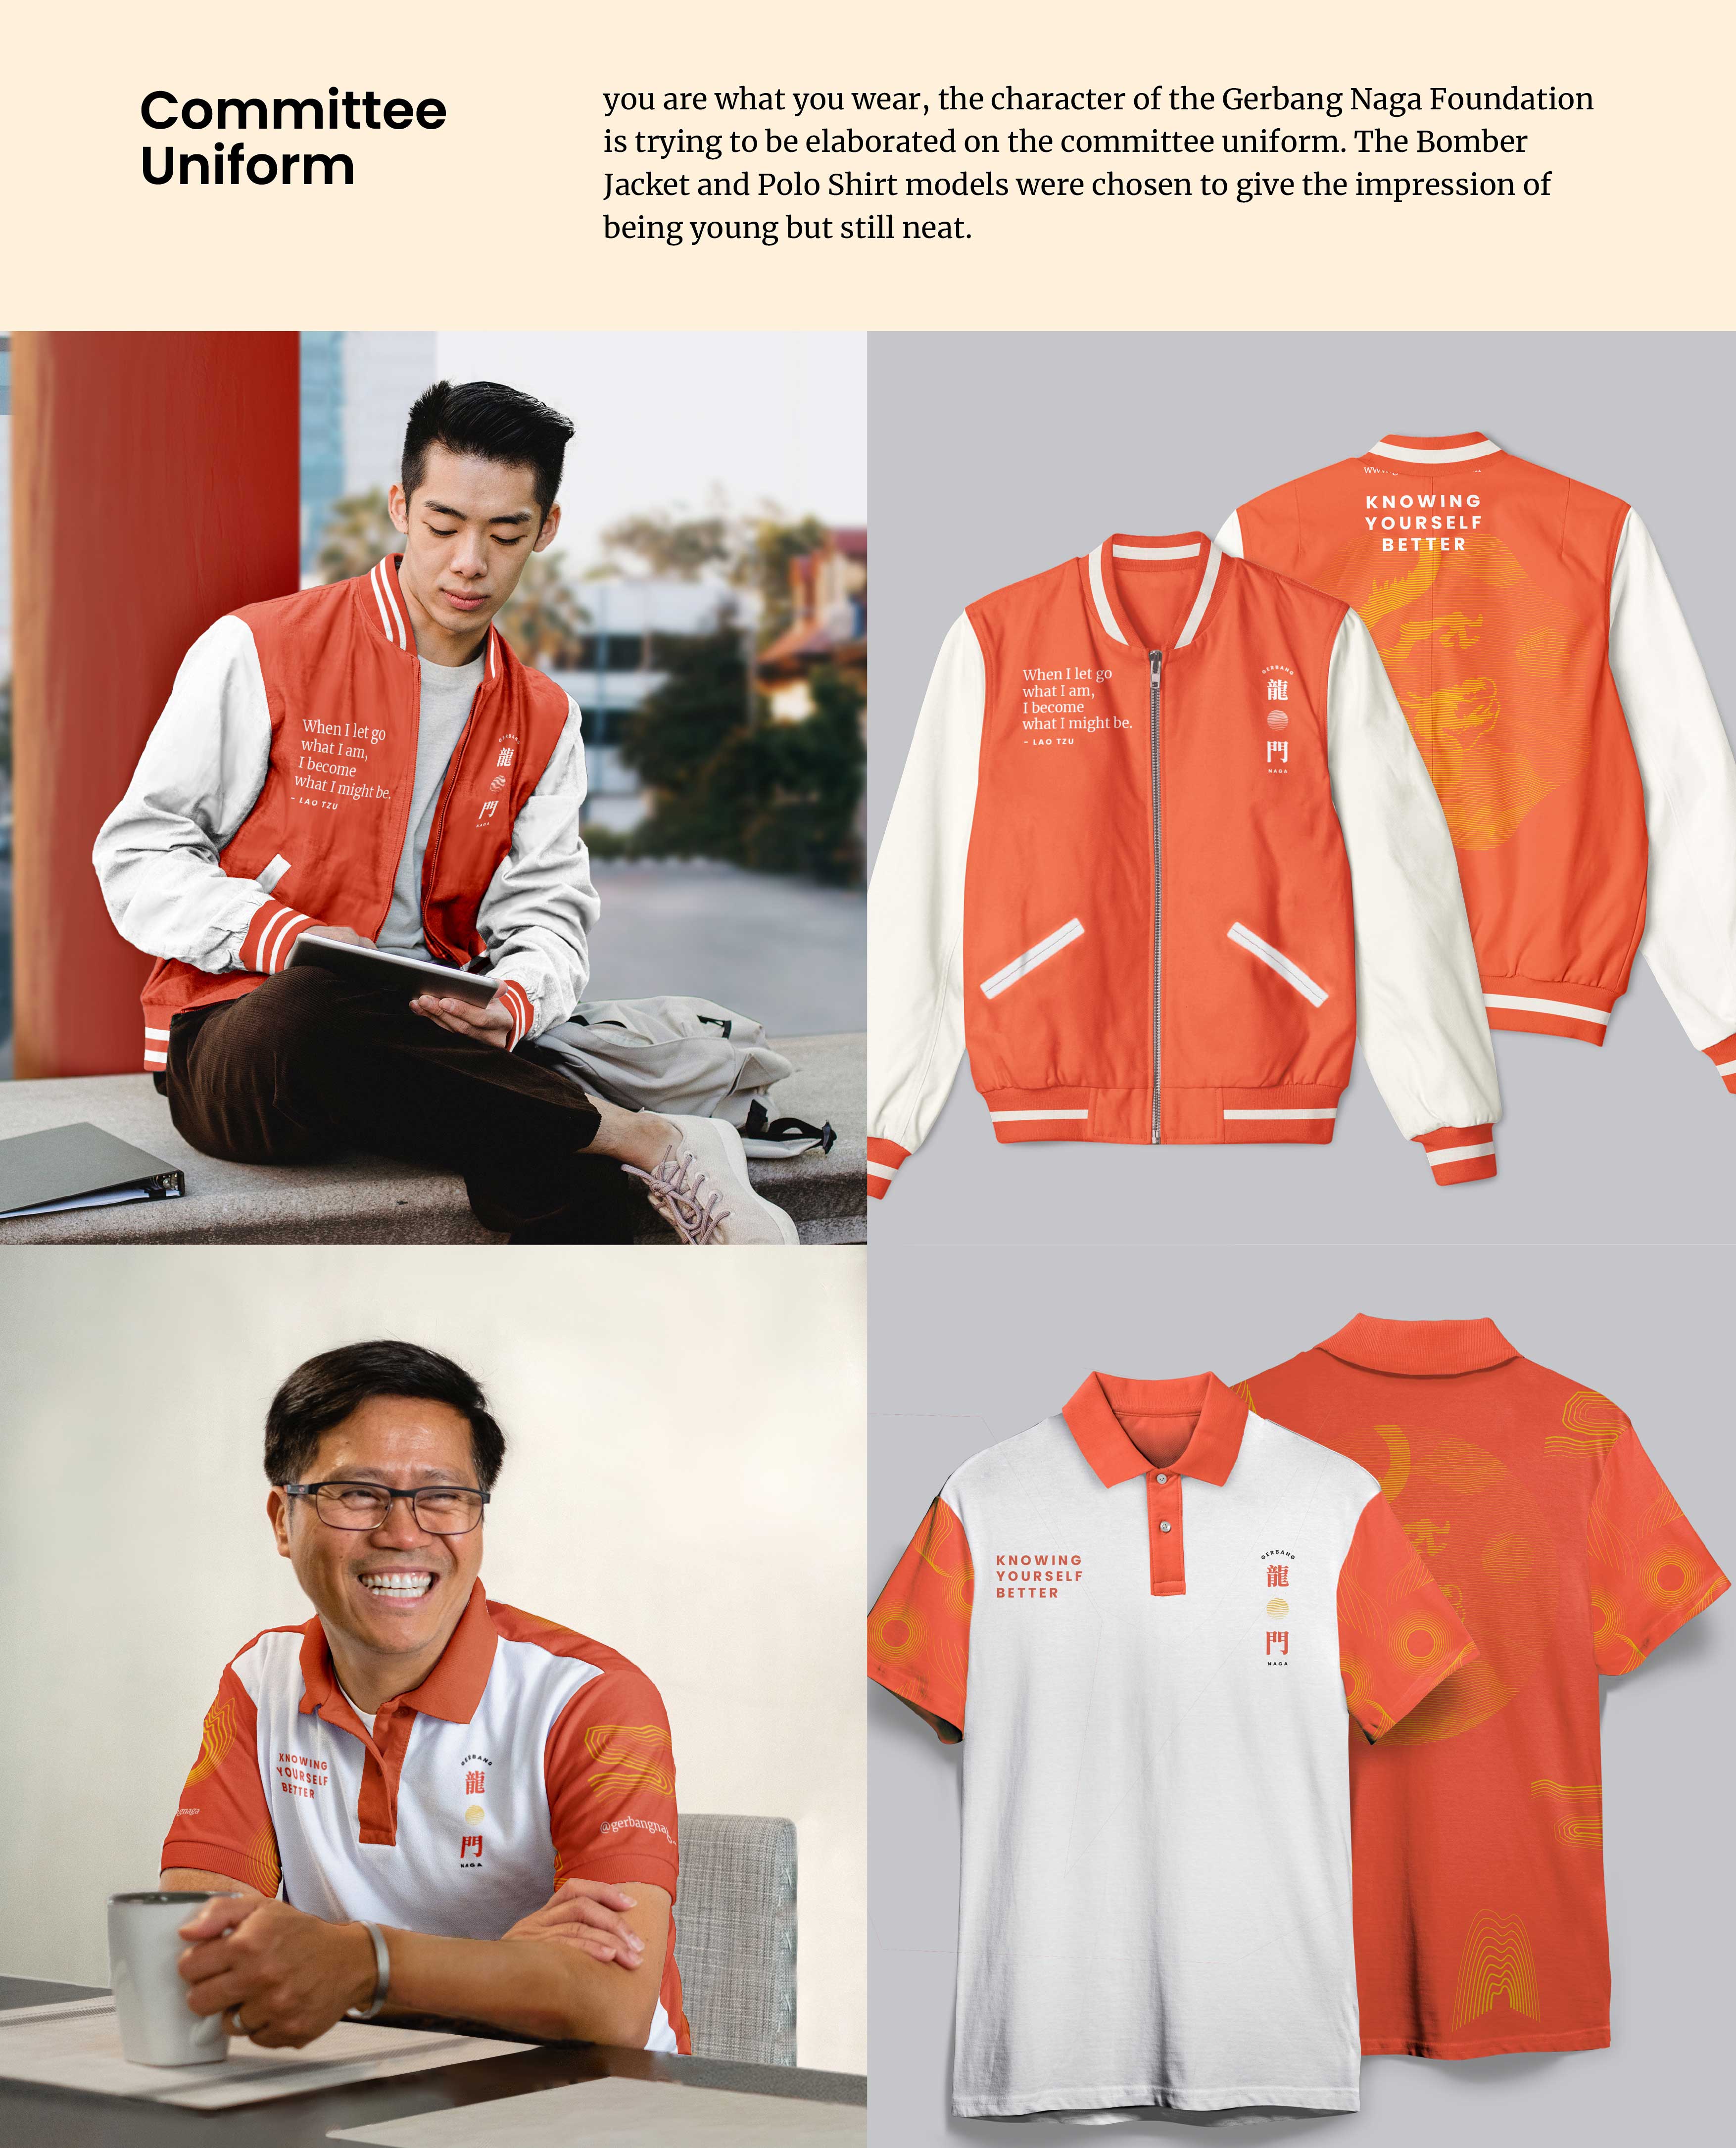 Committee
Uniform
you are what you wear, the character of the Gerbang Naga Foundation
is trying to be elaborated on the committee uniform. The Bomber
Jacket and Polo Shirt models were chosen to give the impression of
being young but still neat.
When I let go
what I am,
I become
what I might be.
– LAO TZU
GERBANG
龍
門
NAGA
KNOWING
YOURSELF
BETTER
When I let go
what I am,
I become
what I might be.
– LAO TZU
GERBANG
龍
門
NAGA
KNOWING
YOURSELF
BETTER
GERBANG
龍
門
NAGA
KNOWING
YOURSELF
BETTER
GERBANG
龍
門
NAGA